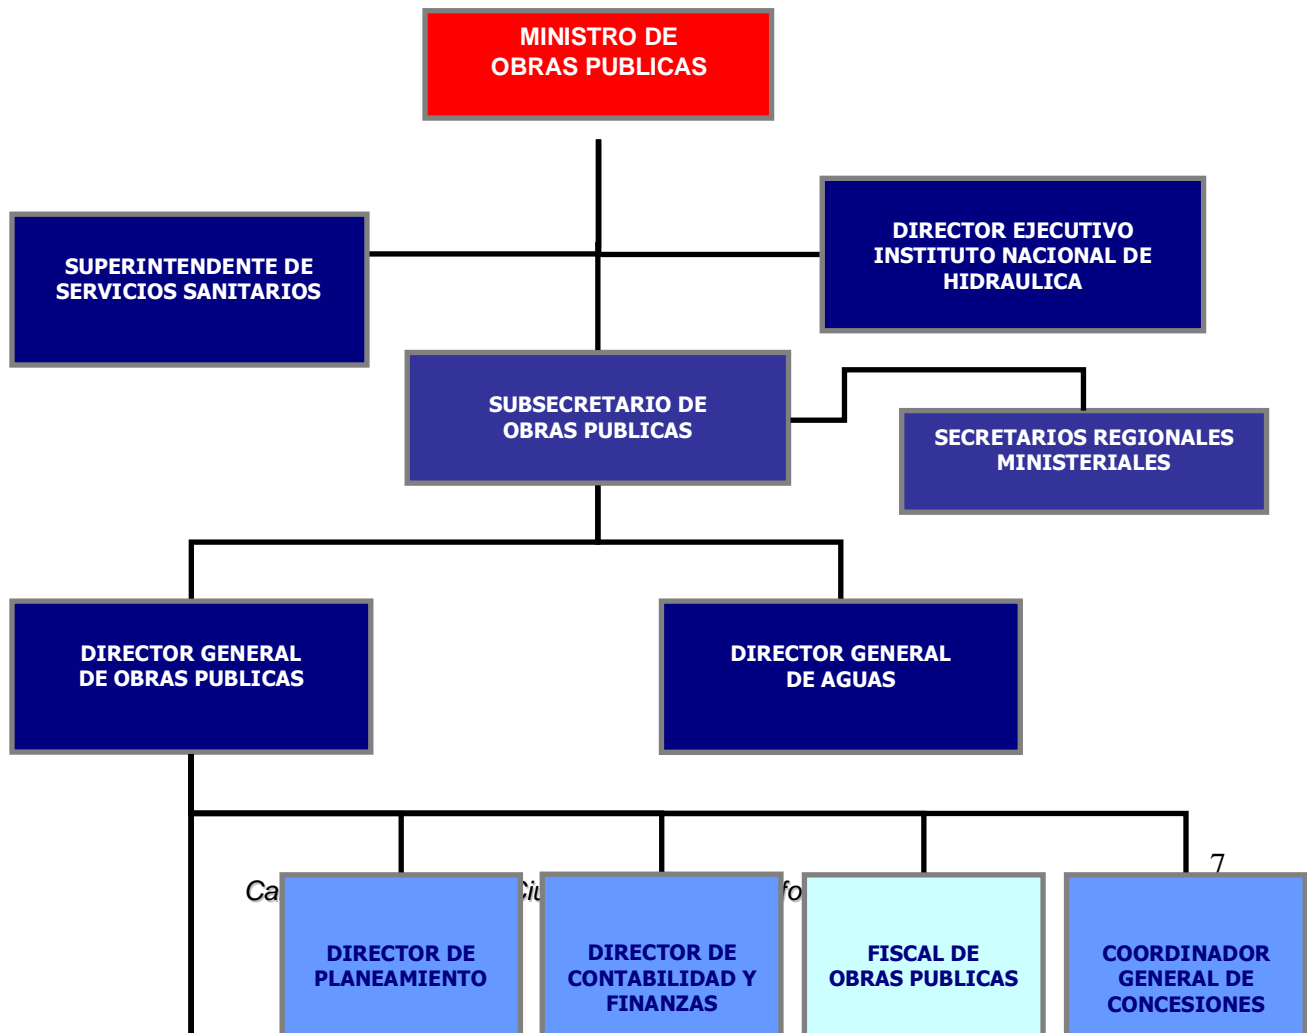 MINISTRO DE
OBRAS PUBLICAS
SUPERINTENDENTE DE
SERVICIOS SANITARIOS
DIRECTOR EJECUTIVO
INSTITUTO NACIONAL DE
HIDRAULICA
SUBSECRETARIO DE
OBRAS PUBLICAS
SECRETARIOS REGIONALES
MINISTERIALES
DIRECTOR GENERAL
DE OBRAS PUBLICAS
DIRECTOR GENERAL
DE AGUAS
7
DIRECTOR DE
PLANEAMIENTO
DIRECTOR DE
CONTABILIDAD Y
FINANZAS
FISCAL DE
OBRAS PUBLICAS
COORDINADOR
GENERAL DE
CONCESIONES